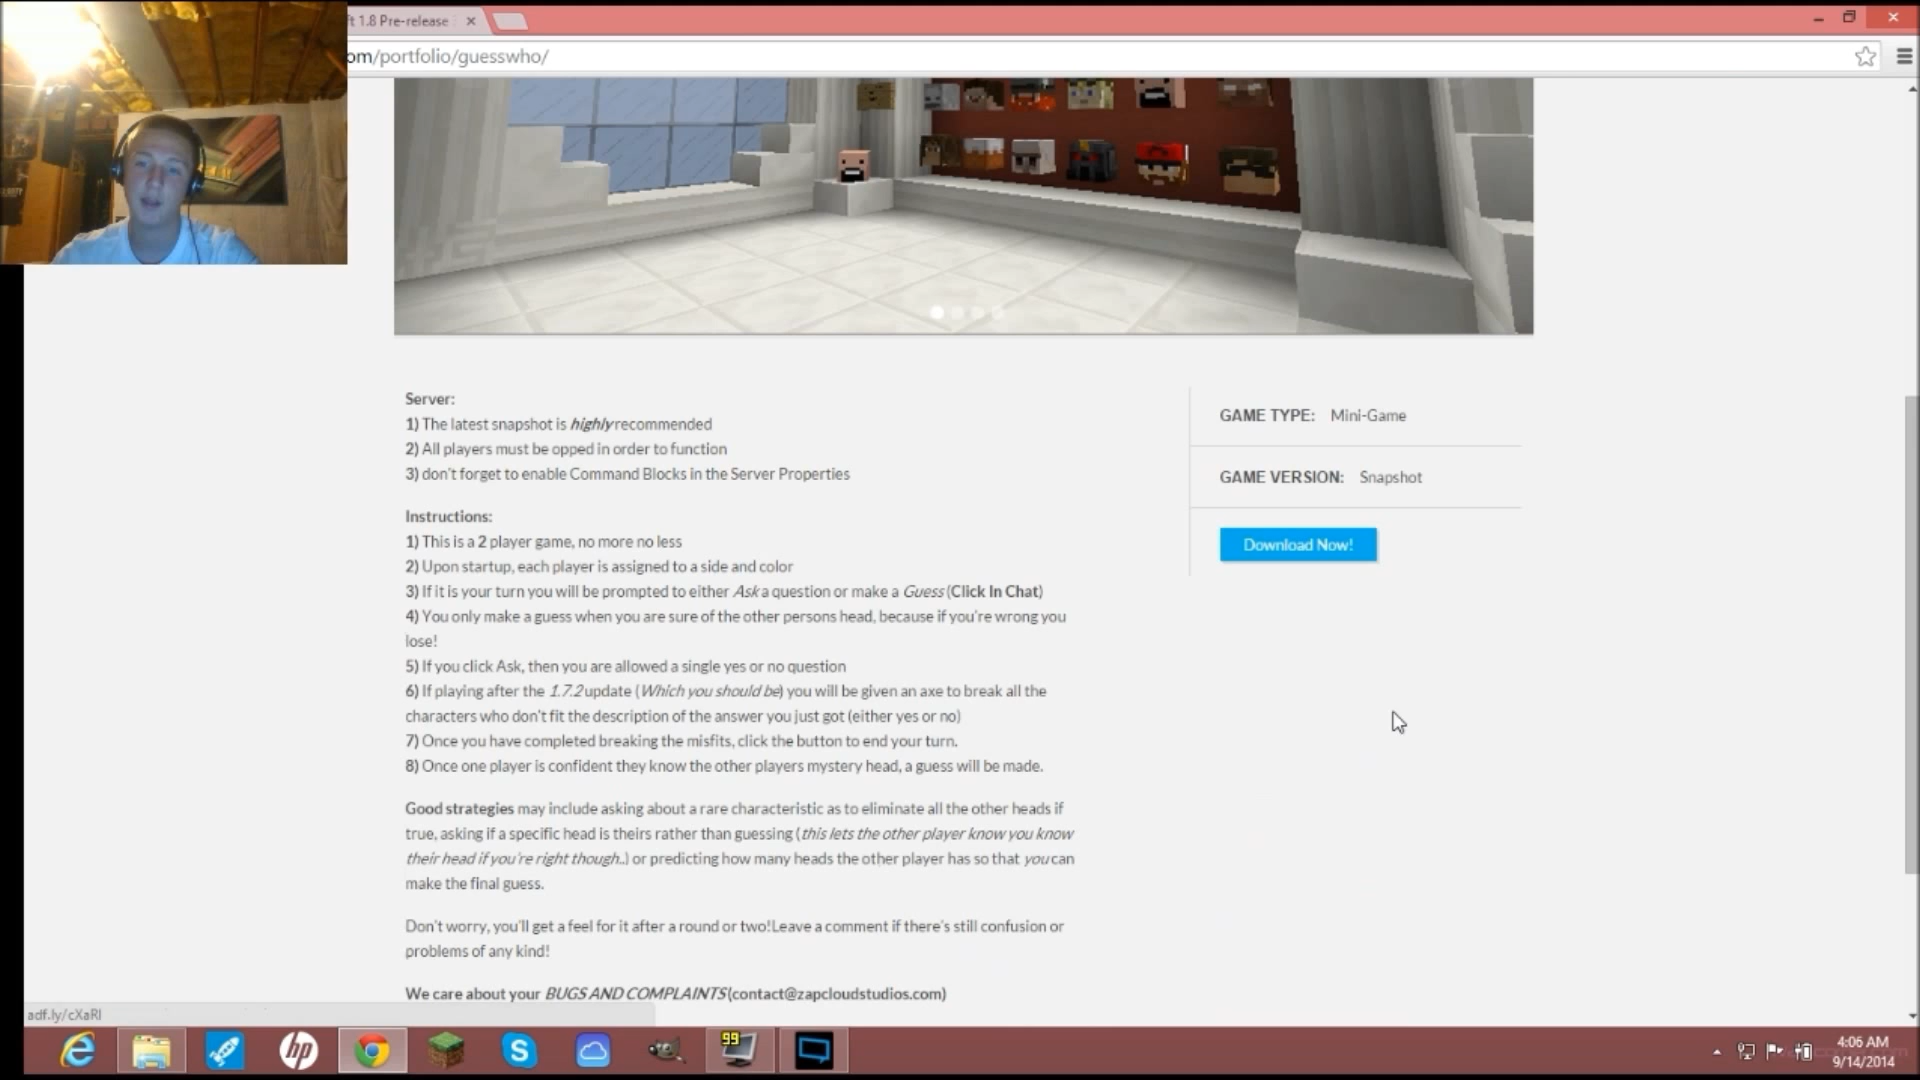 ft 1.8 Pre-release
om/portfolio/guesswho/
Server:
1) The latest snapshot is highly recommended
2) All players must be opped in order to function
3) don't forget to enable Command Blocks in the Server Properties
Instructions:
1) This is a 2 player game, no more no less
2) Upon startup, each player is assigned to a side and color
3) If it is your turn you will be prompted to either Ask a question or make a Guess (Click In Chat)
4) You only make a guess when you are sure of the other persons head, because if you're wrong you
lose!
5) If you click Ask, then you are allowed a single yes or no question
6) If playing after the 1.7.2 update (Which you should be) you will be given an axe to break all the
characters who don't fit the description of the answer you just got (either yes or no)
7) Once you have completed breaking the misfits, click the button to end your turn.
8) Once one player is confident they know the other players mystery head, a guess will be made.
Good strategies may include asking about a rare characteristic as to eliminate all the other heads if
true, asking if a specific head is theirs rather than guessing (this lets the other player know you know
their head if you're right though..) or predicting how many heads the other player has so that you can
make the final guess.
Don't worry, you'll get a feel for it after a round or two!Leave a comment if there's still confusion or
problems of any kind!
We care about your BUGS AND COMPLAINTS (contact@zapcloudstudios.com)
GAME TYPE: Mini-Game
GAME VERSION: Snapshot
Download Now!
adf.ly/cXaRl
hp
S
99
4:06 AM
9/14/2014